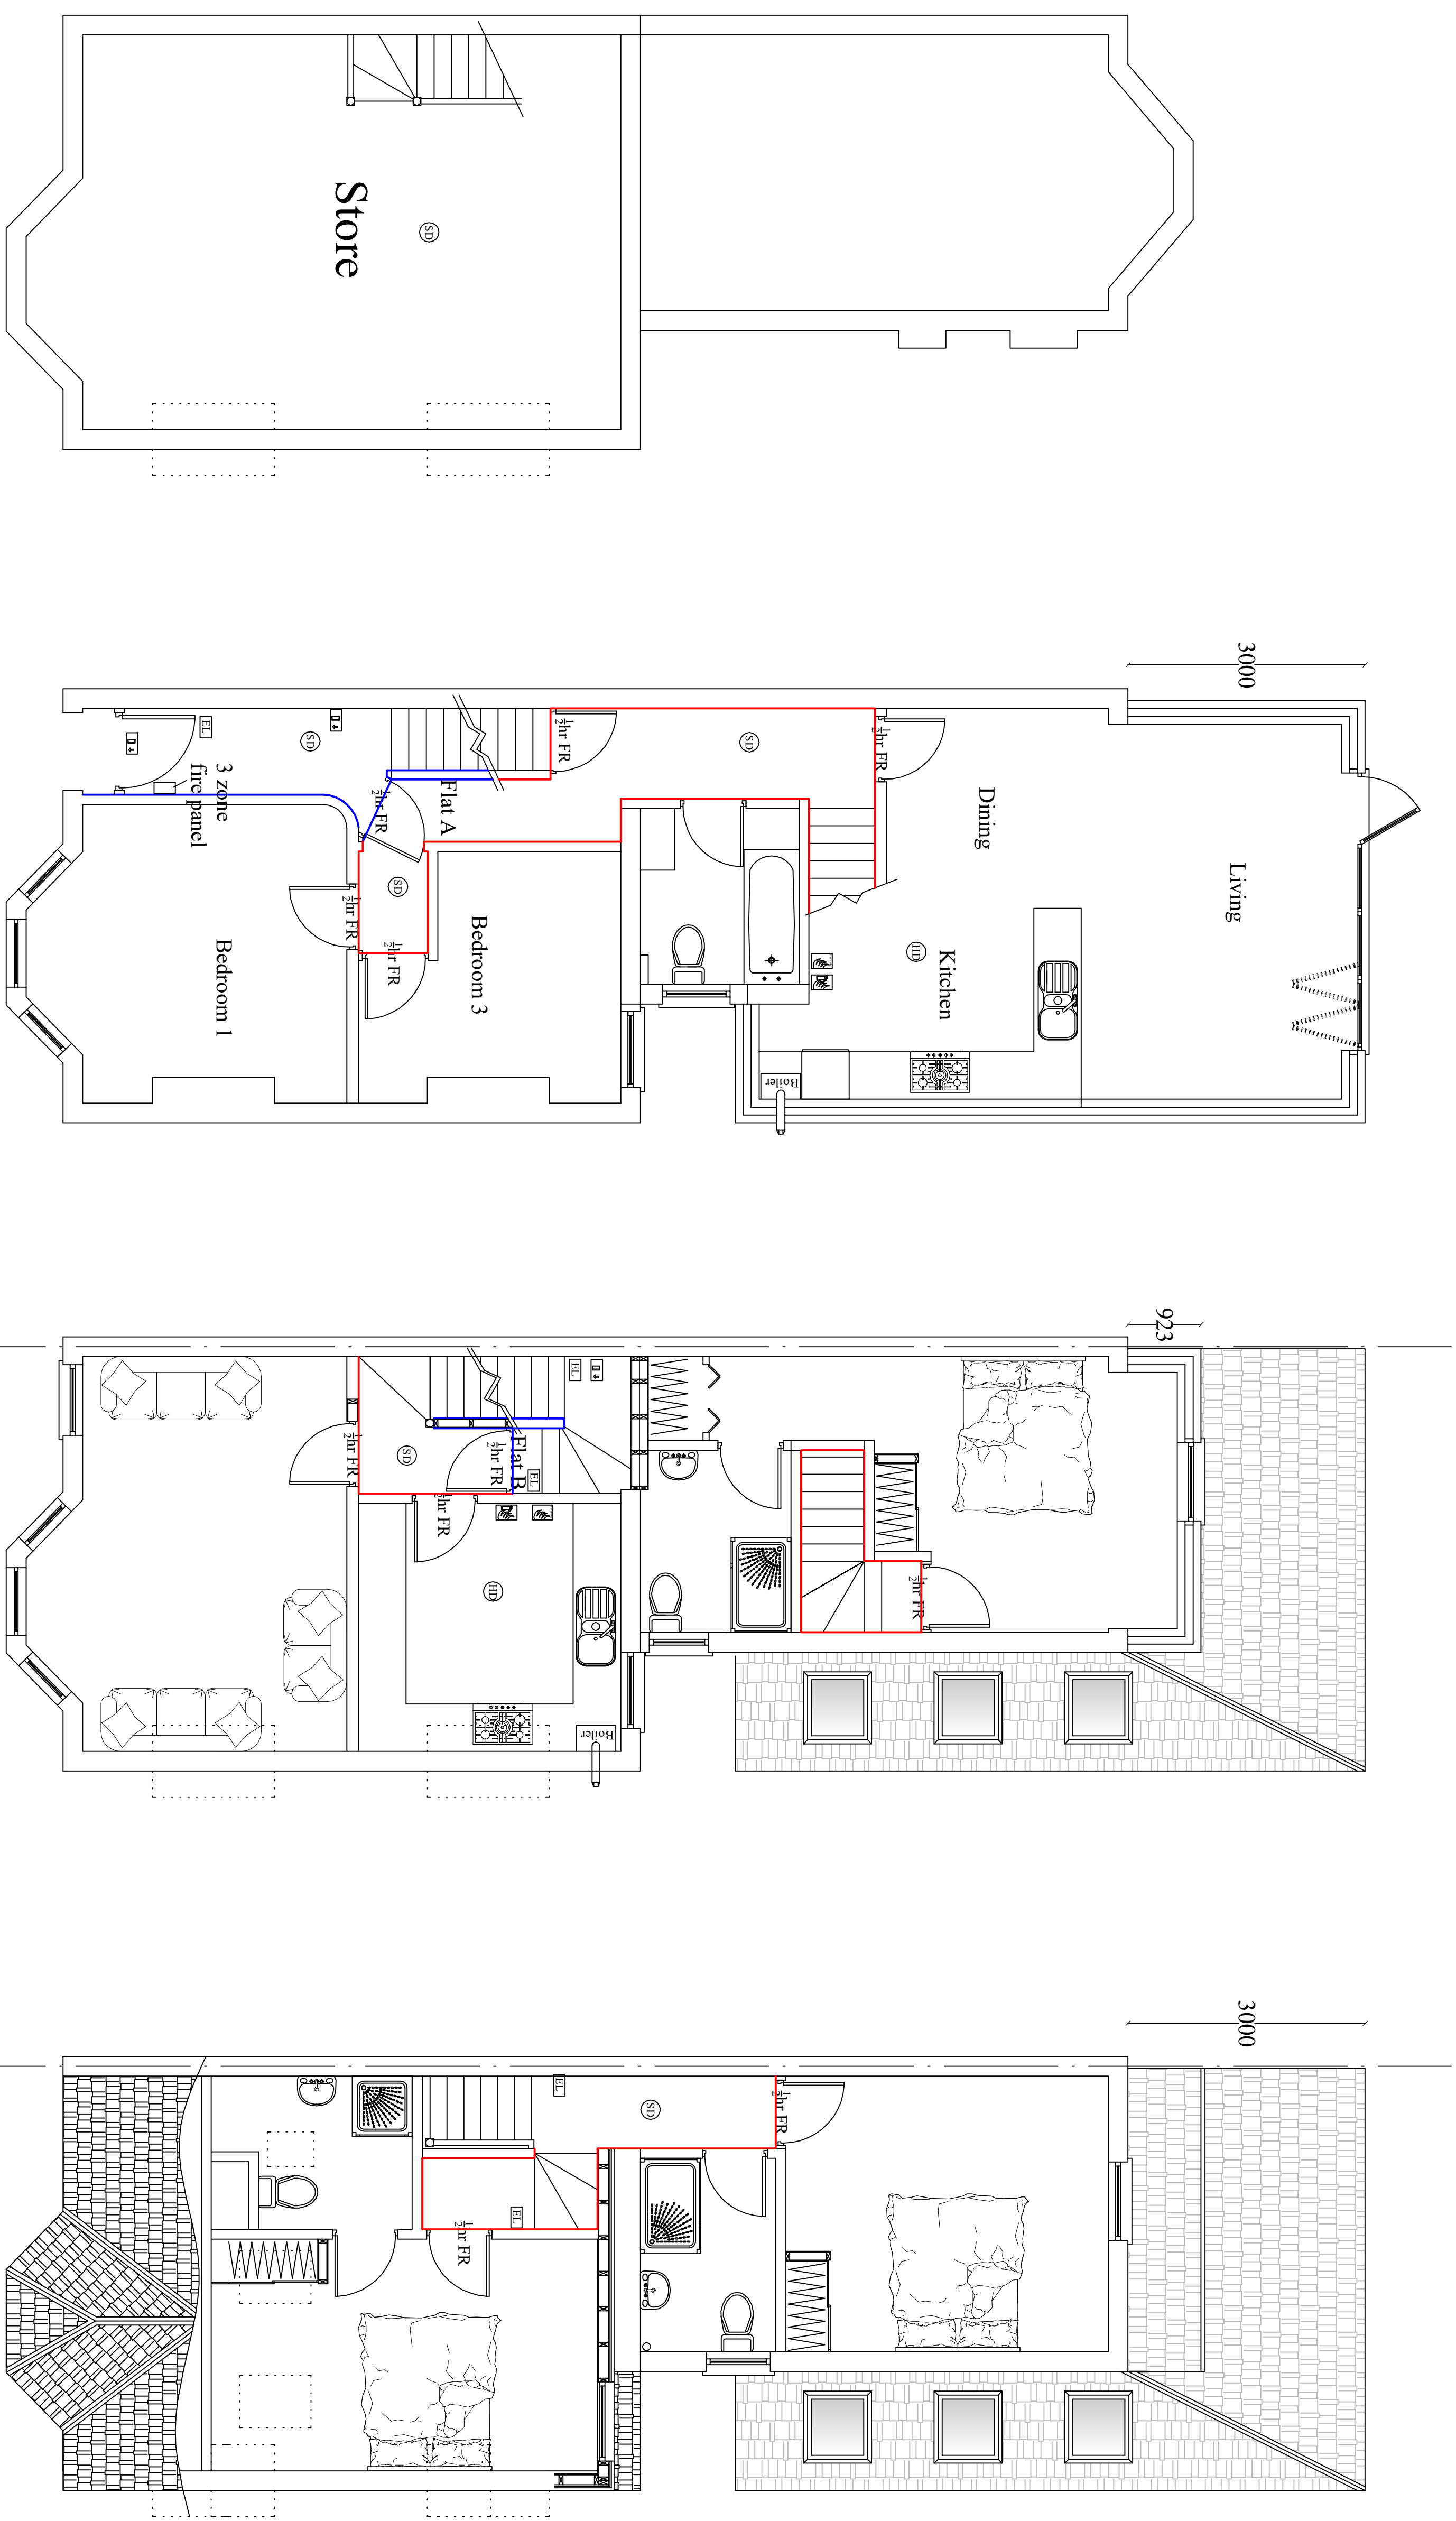 Store
SD
3000
Living
Dining
Kitchen
HD
Boiler
½hr FR
SD
½hr FR
Flat A
½hr FR
Bedroom 3
½hr FR
SD
½hr FR
SD
EL
3 zone
fire panel
Bedroom 1
923
½hr FR
EL
Flat B
½hr FR
EL
SD
½hr FR
½hr FR
HD
Boiler
3000
½hr FR
SD
EL
EL
½hr FR